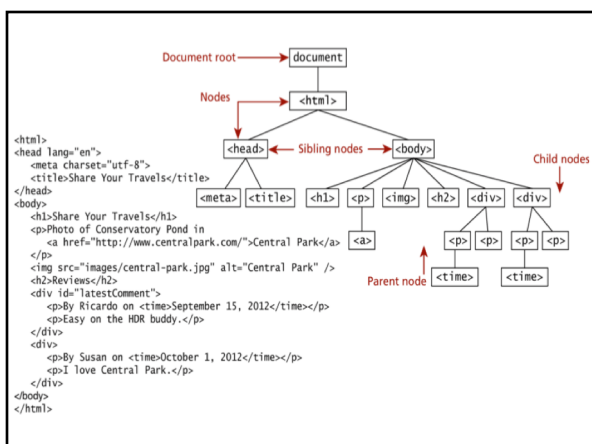 Document root
document
Nodes
<html>
<head>
Sibling nodes
<body>
Child nodes
<meta>
<title>
<h1>
<p>
<img>
<h2>
<div>
<div>
<a>
<p>
<p>
<p>
<p>
Parent node
<time>
<time>
<html>
<head lang="en">
<meta charset="utf-8">
<title>Share Your Travels</title
</head>
<body>
<h1>Share Your Travels</h1>
<p>Photo of Conservatory Pond in
a href="http://www.centralpark.com/">Central Park</a>
</p>
<img src="images/central-park.jpg" alt="Central Park" />
<h2>Reviews</h2>
<div id="latestComment">
<p>By Ricardo on <time>September 15, 2012</time></p>
<p>Easy on the HDR buddy.</p>
</div>
<div>
<p>By Susan on <time>October 1, 2012</time></p>
<p>I love Central Park.</p>
</div>
</body>
</html>